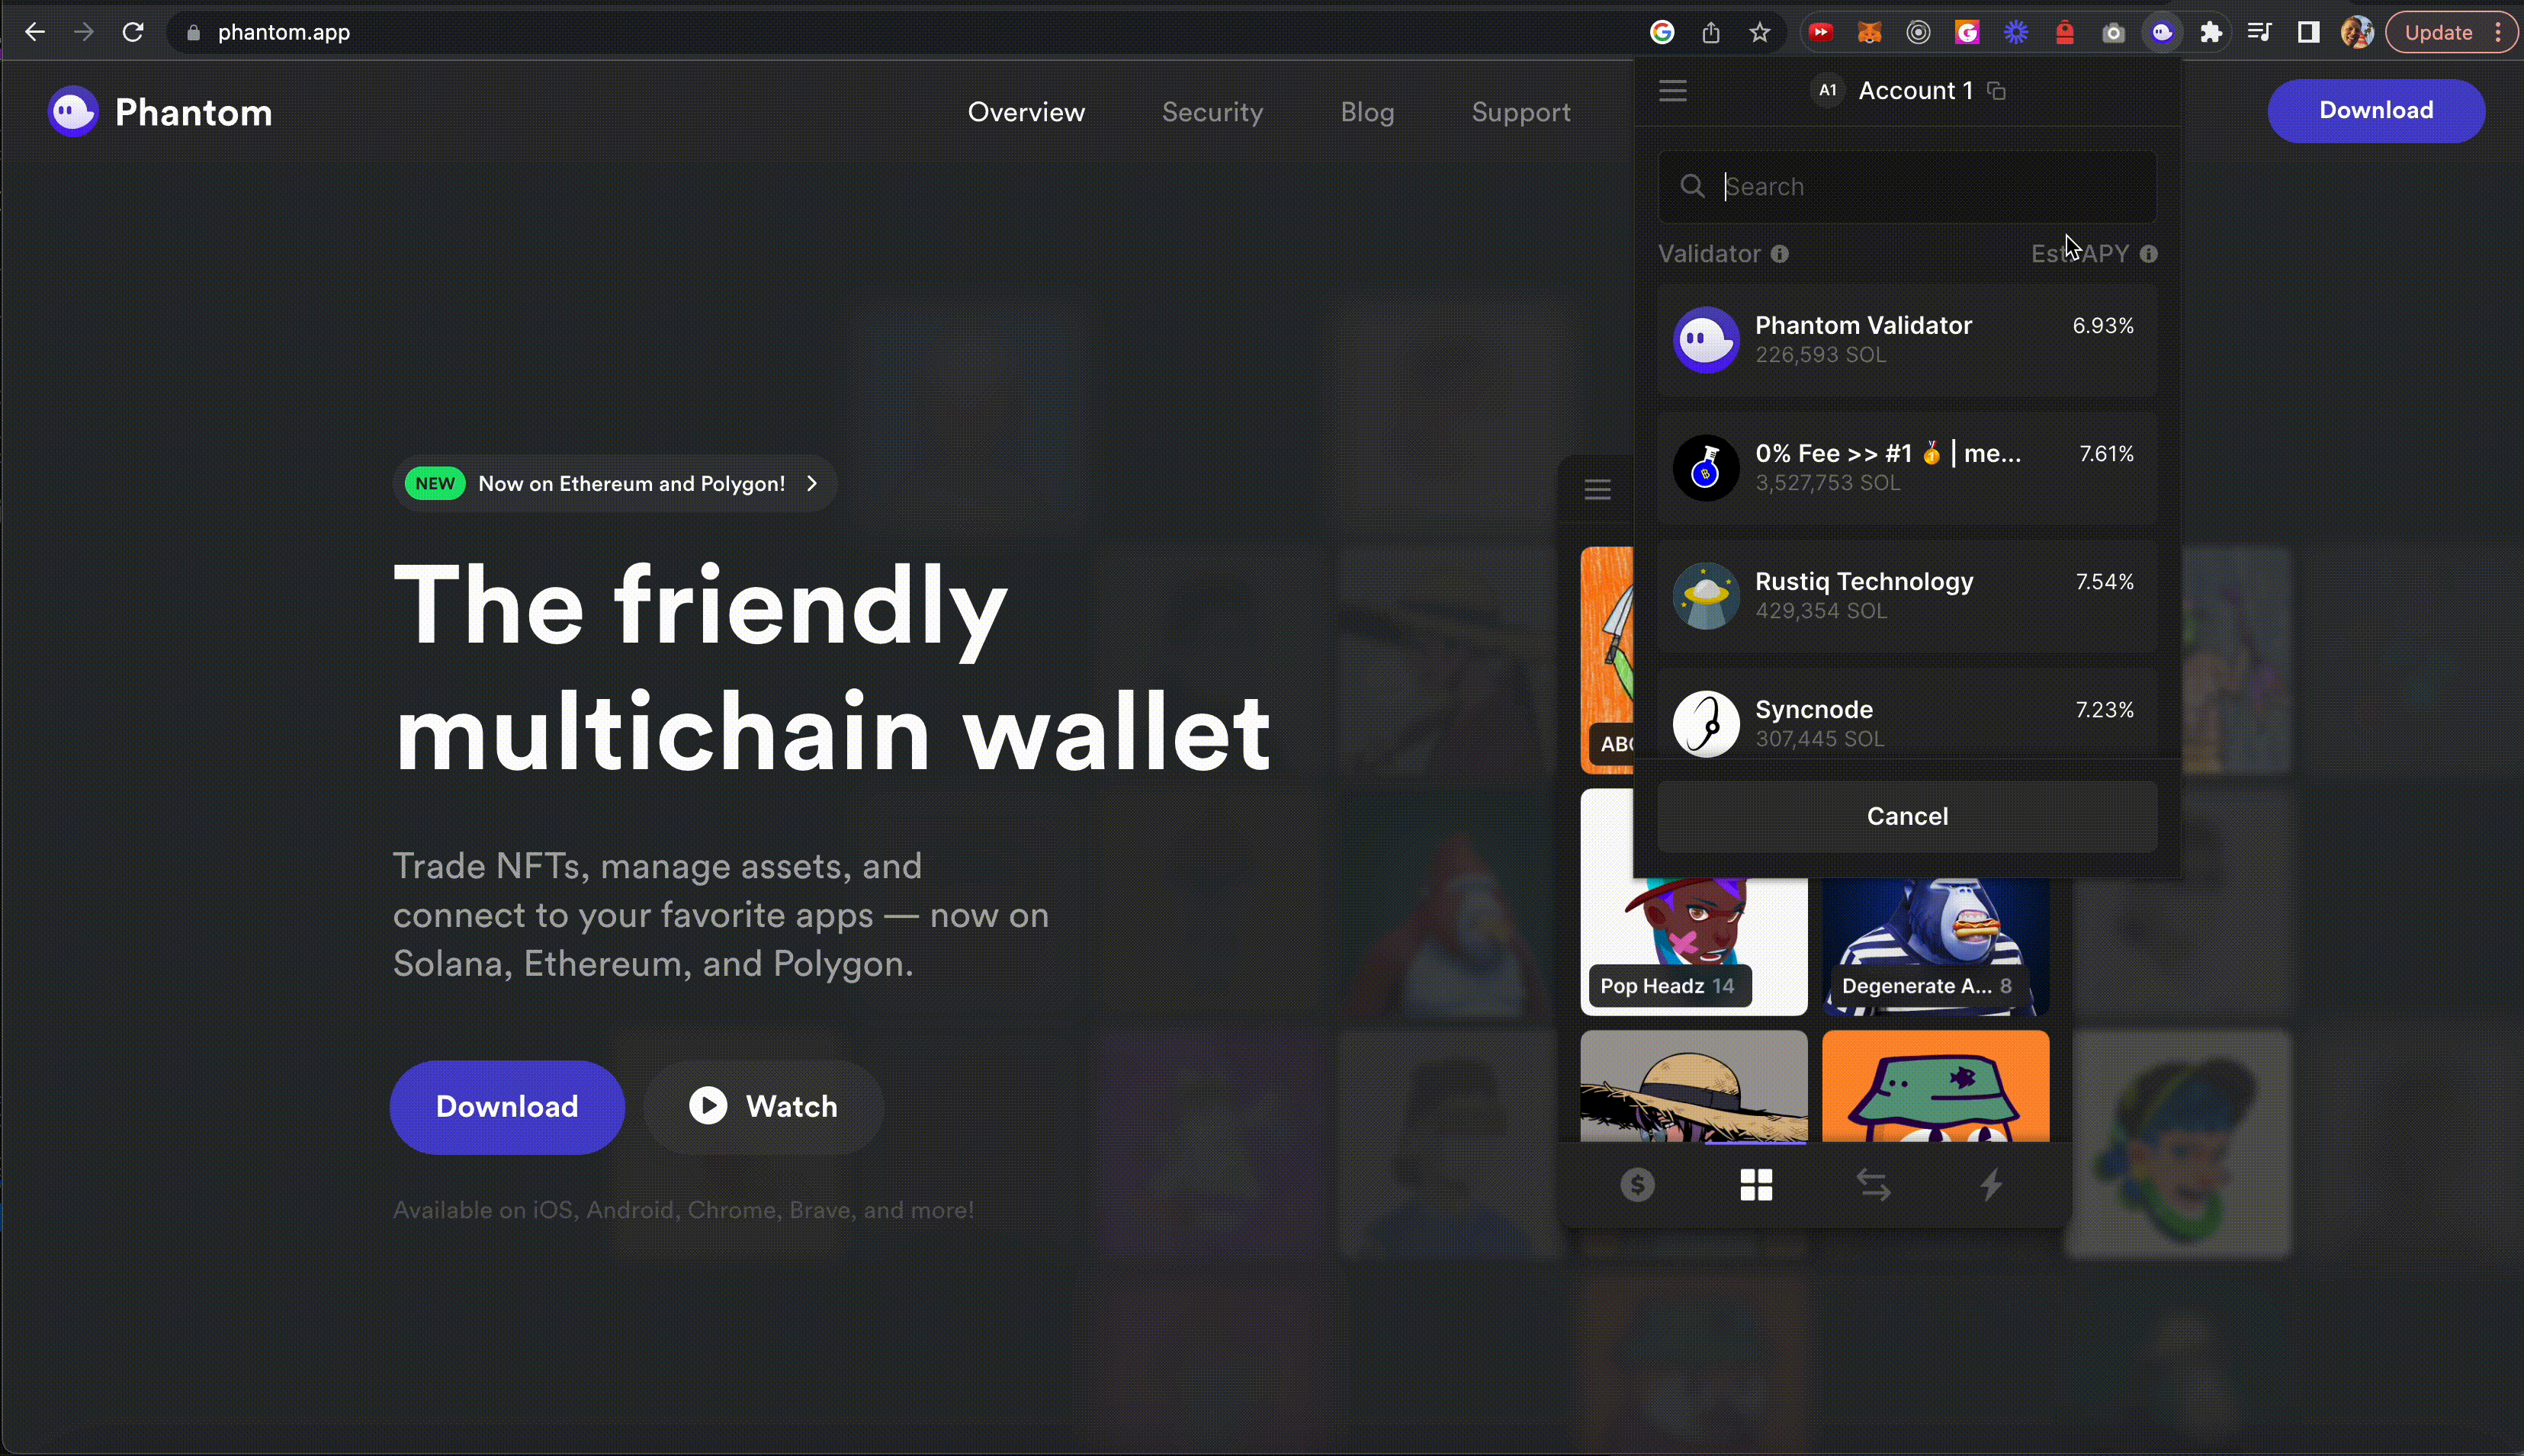 phantom.app
Update
Phantom
Overview
Security
Blog
Support
Download
NEW Now on Ethereum and Polygon!
The friendly
multichain wallet
Trade NFTs, manage assets, and
connect to your favorite apps — now on
Solana, Ethereum, and Polygon.
Download
Watch
Available on iOS, Android, Chrome, Brave, and more!
A1 Account 1
Search
Validator
Est. APY
Phantom Validator 6.93%
226,593 SOL
0% Fee >> #1 🥇 | me... 7.61%
3,527,753 SOL
Rustiq Technology 7.54%
429,354 SOL
Syncnode 7.23%
307,445 SOL
Cancel
Pop Headz 14
Degenerate A... 8